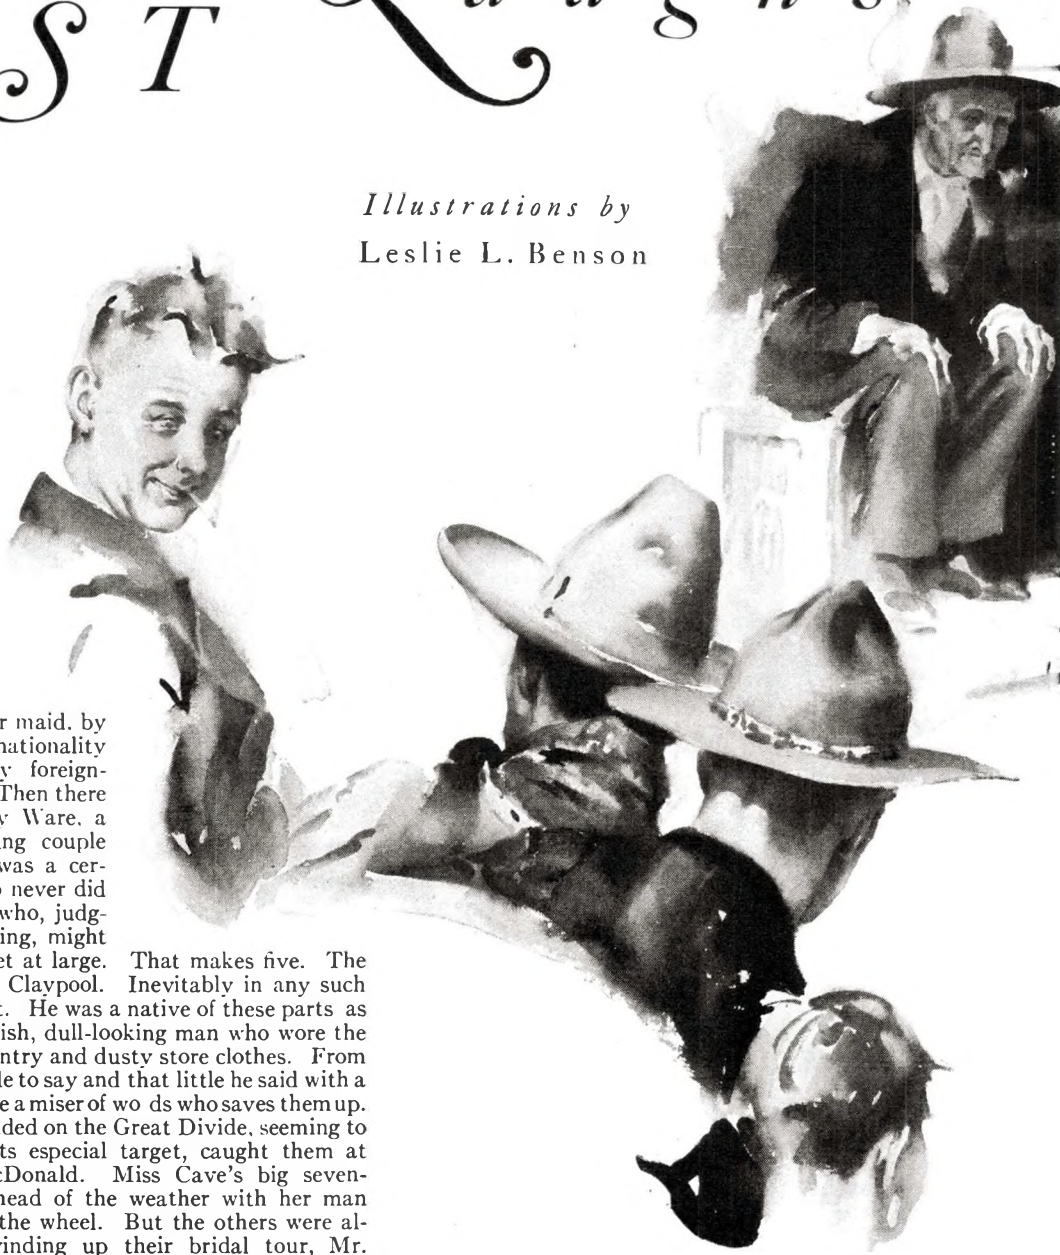 ST
Illustrations by
Leslie L. Benson
r maid, by
nationality
y foreign-
Then there
y Ware, a
ng couple
was a cer-
o never did
who, judg-
ing, might
et at large. That makes five. The
Claypool. Inevitably in any such
t. He was a native of these parts as
ish, dull-looking man who wore the
ntry and dusty store clothes. From
le to say and that little he said with a
e a miser of wo ds who saves them up.
ded on the Great Divide, seeming to
ts especial target, caught them at
cDonald. Miss Cave's big seven-
head of the weather with her man
the wheel. But the others were al-
inding up their bridal tour, Mr.